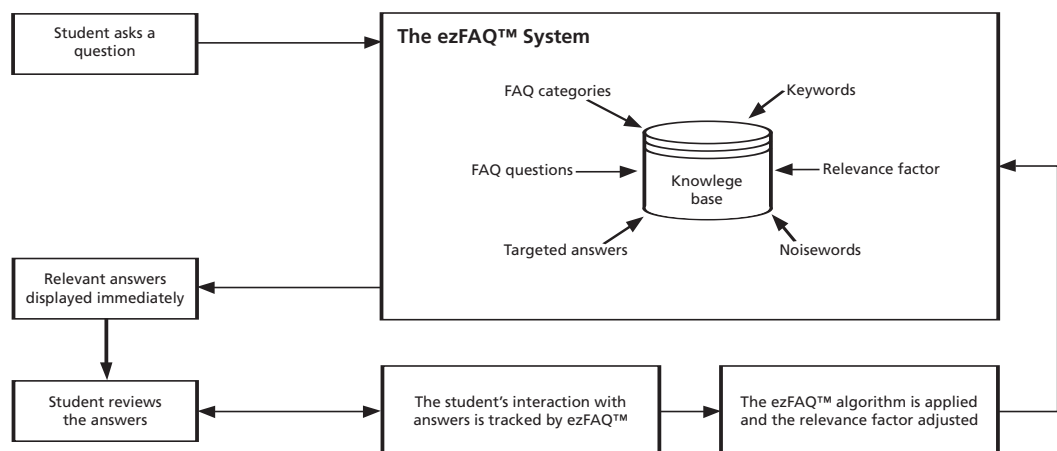 Student asks a
question
The ezFAQ™ System
FAQ categories
Keywords
FAQ questions
Knowlege
base
Relevance factor
Targeted answers
Noisewords
Relevant answers
displayed immediately
Student reviews
the answers
The student's interaction with
answers is tracked by ezFAQ™
The ezFAQ™ algorithm is applied
and the relevance factor adjusted